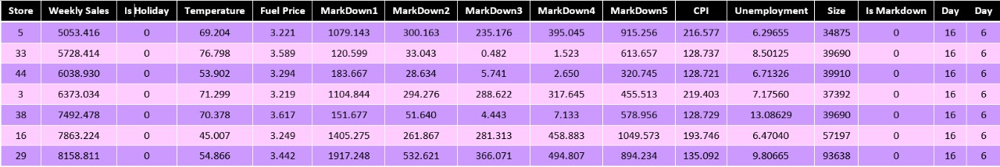 Store Weekly Sales Is Holiday Temperature Fuel Price MarkDown1 MarkDown2 MarkDown3 MarkDown4 MarkDown5 CPI Unemployment Size Is Markdown Day Day
5 5053.416 0 69.204 3.221 1079.143 300.163 235.176 395.045 915.256 216.577 6.29655 34875 0 16 6
33 5728.414 0 76.798 3.589 120.599 33.043 0.482 1.523 613.657 128.737 8.50125 39690 0 16 6
44 6038.930 0 53.902 3.294 183.667 28.634 5.741 2.650 320.745 128.721 6.71326 39910 0 16 6
3 6373.034 0 71.299 3.219 1104.844 294.276 288.622 317.645 455.513 219.403 7.17560 37392 0 16 6
38 7492.478 0 70.378 3.617 151.677 51.640 4.443 7.133 578.956 128.729 13.08629 39690 0 16 6
16 7863.224 0 45.007 3.249 1405.275 261.867 281.313 458.883 1049.573 193.746 6.47040 57197 0 16 6
29 8158.811 0 54.866 3.442 1917.248 532.621 366.071 494.807 894.234 135.092 9.80665 93638 0 16 6